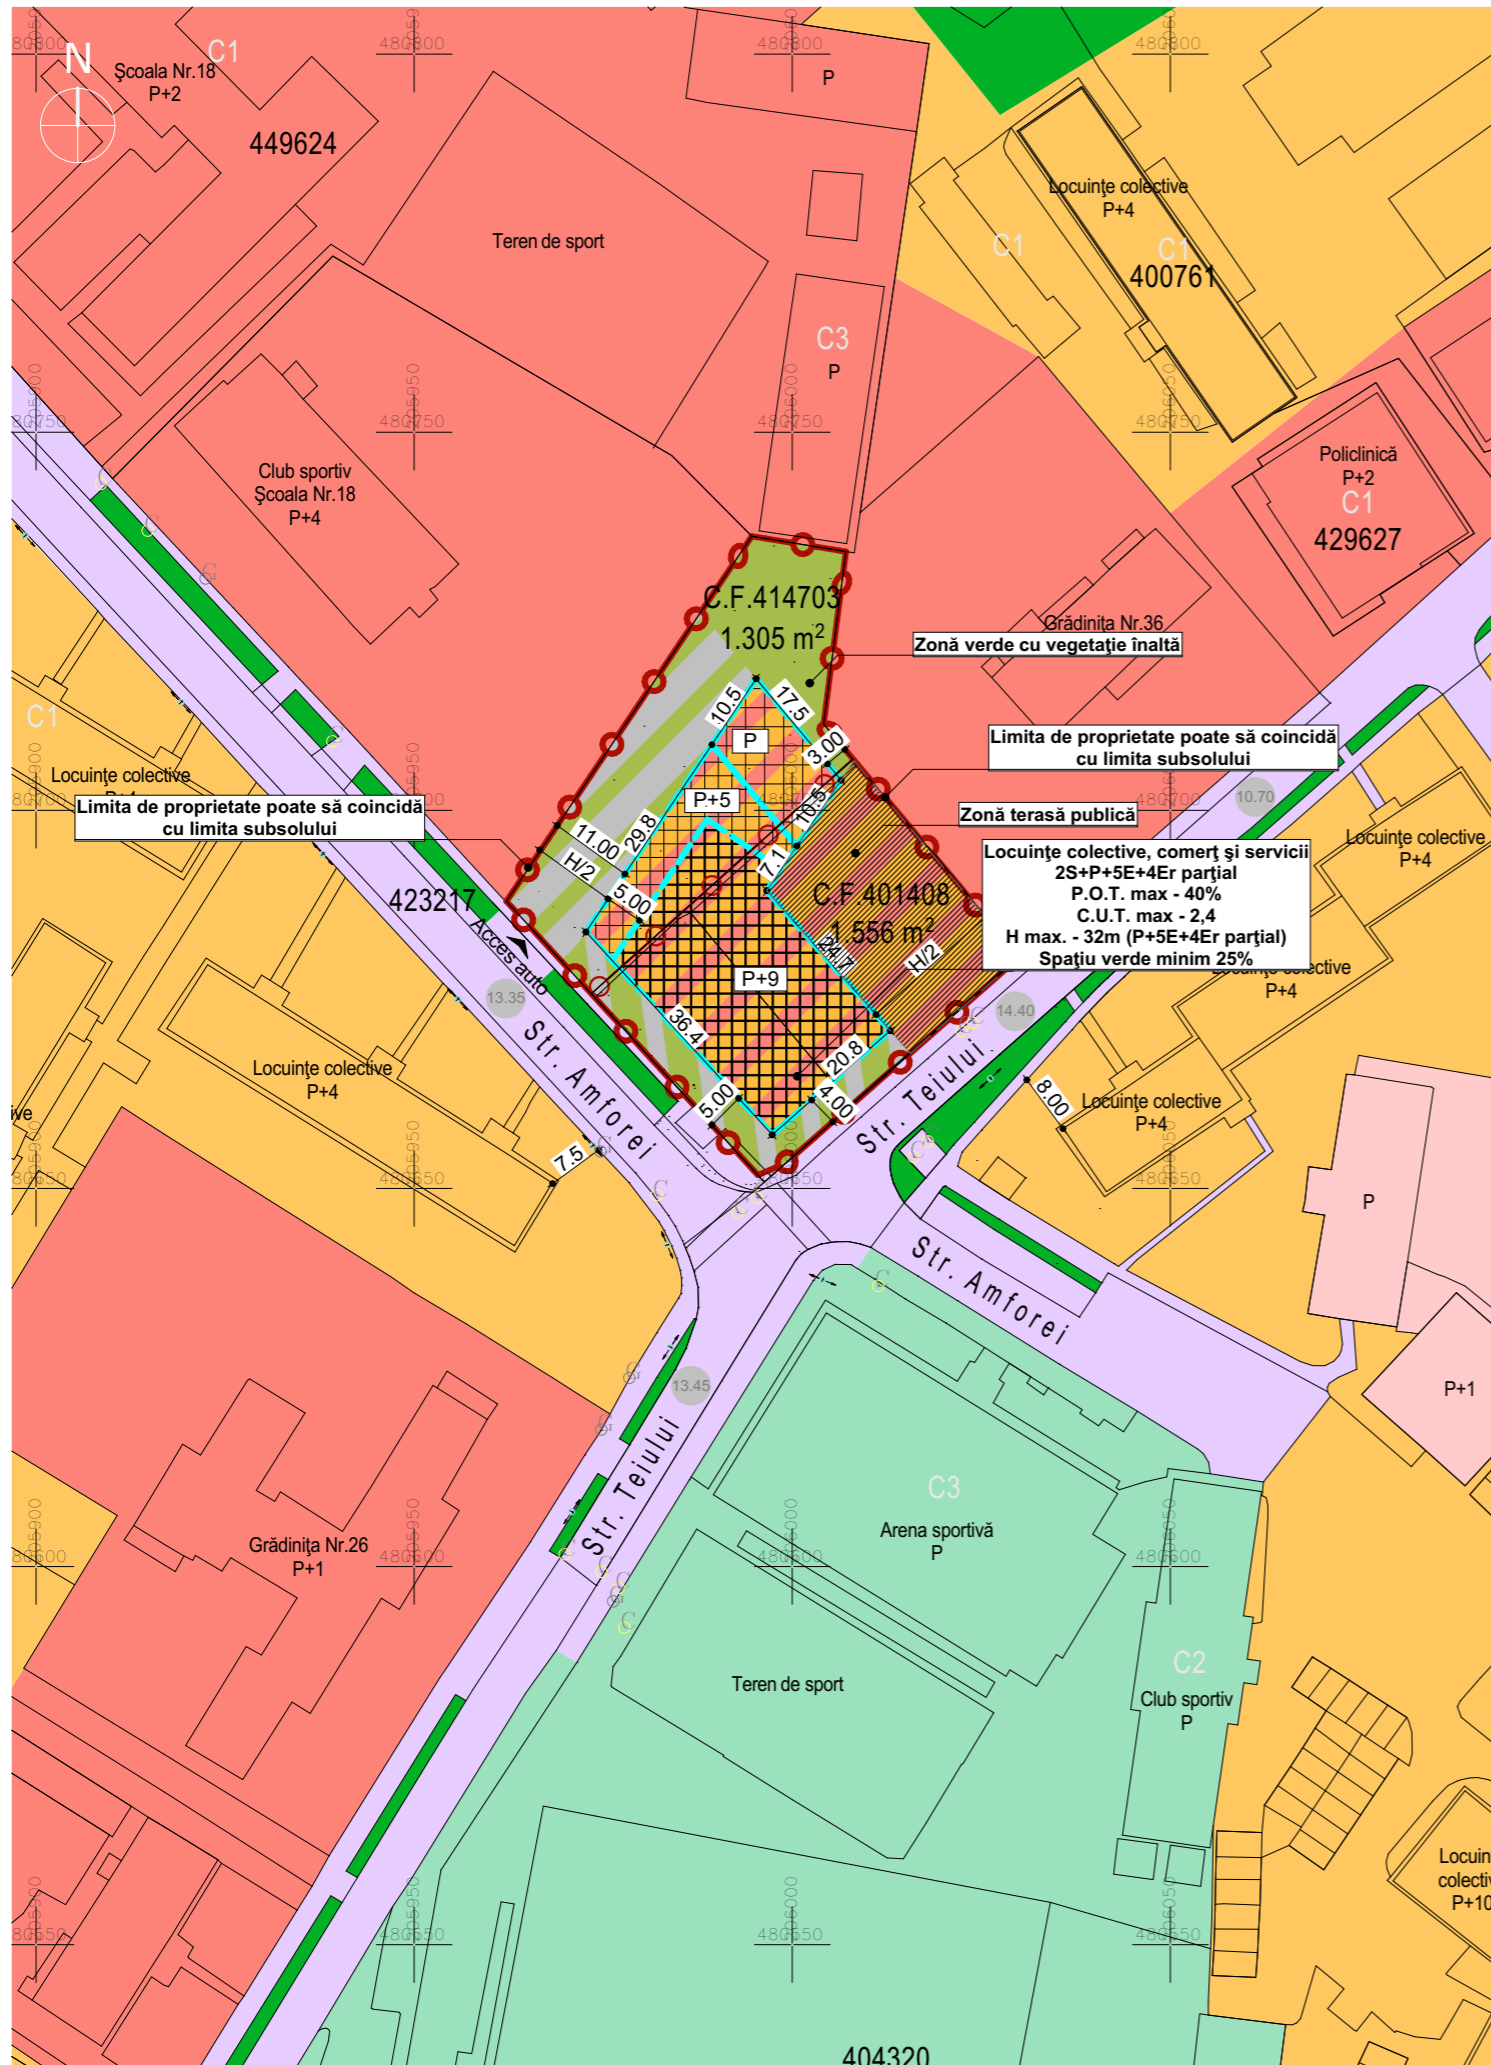 N
Şcoala Nr.18
P+2
C1
449624
P
Teren de sport
C3
P
Locuinţe colective
P+4
C1
C1
400761
Club sportiv
Şcoala Nr.18
P+4
Policlinică
P+2
C1
429627
C.F.414703
1.305 m²
Grădiniţa Nr.36
Zonă verde cu vegetaţie înaltă
C1
Locuinţe colective
Limita de proprietate poate să coincidă
cu limita subsolului
Limita de proprietate poate să coincidă
cu limita subsolului
10.5
17.5
P
3.00
P+5
10.5
29.8
11.00
H/2
5.00
7.1
Zonă terasă publică
10.70
Locuinţe colective, comerţ şi servicii
2S+P+5E+4Er parţial
P.O.T. max - 40%
C.U.T. max - 2,4
H max. - 32m (P+5E+4Er parţial)
Spaţiu verde minim 25%
Locuinţe colective
P+4
423217
Acces auto
C.F.401408
1.556 m²
24.7
H/2
P+9
P+4
13.35
14.40
36.4
20.8
5.00
4.00
Str. Amforei
Str. Teiului
Locuinţe colective
P+4
7.5
8.00
Locuinţe colective
P+4
P
Str. Amforei
P+1
13.45
Str. Teiului
Grădiniţa Nr.26
P+1
C3
Arena sportivă
P
Teren de sport
C2
Club sportiv
P
Locuin
colectiv
P+10
404320